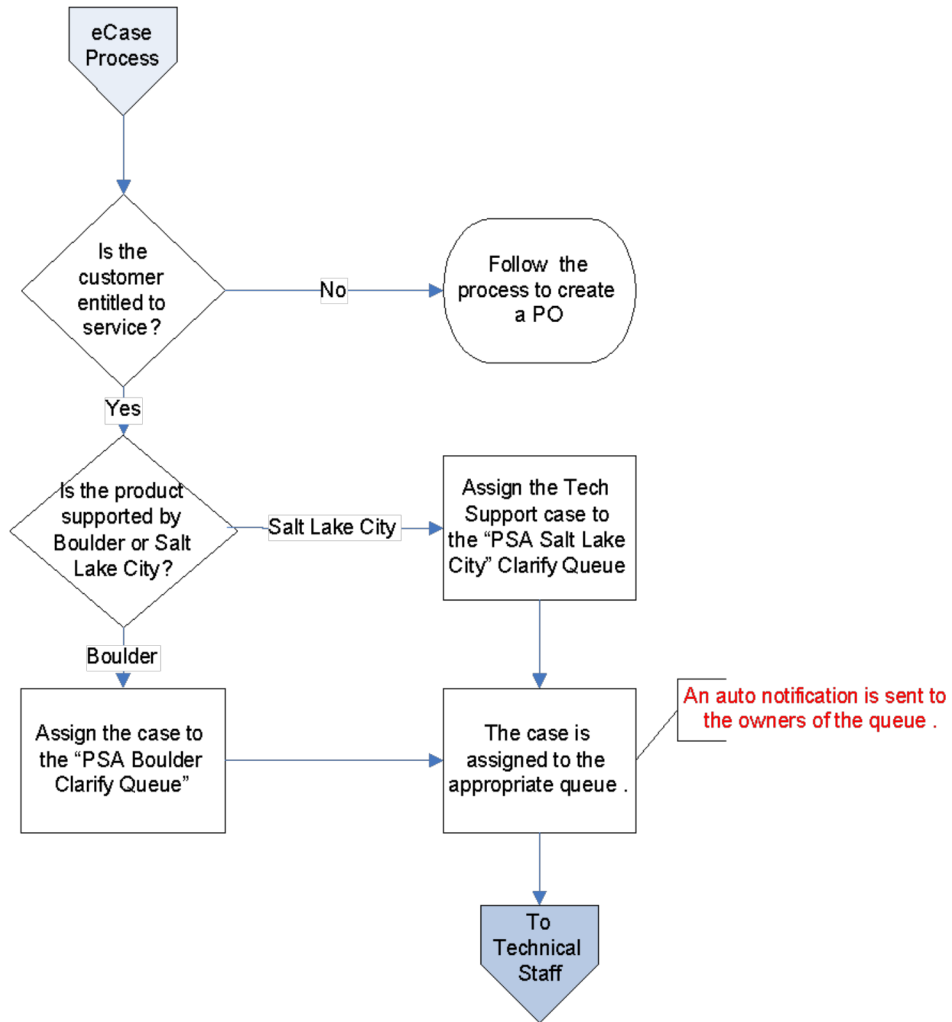 eCase
Process
Is the
customer
entitled to
service?
No
Follow the
process to create
a PO
Yes
Is the product
supported by
Boulder or Salt
Lake City?
Salt Lake City
Assign the Tech
Support case to
the “PSA Salt Lake
City” Clarify Queue
Boulder
Assign the case to
the “PSA Boulder
Clarify Queue”
The case is
assigned to the
appropriate queue .
An auto notification is sent to
the owners of the queue .
To
Technical
Staff